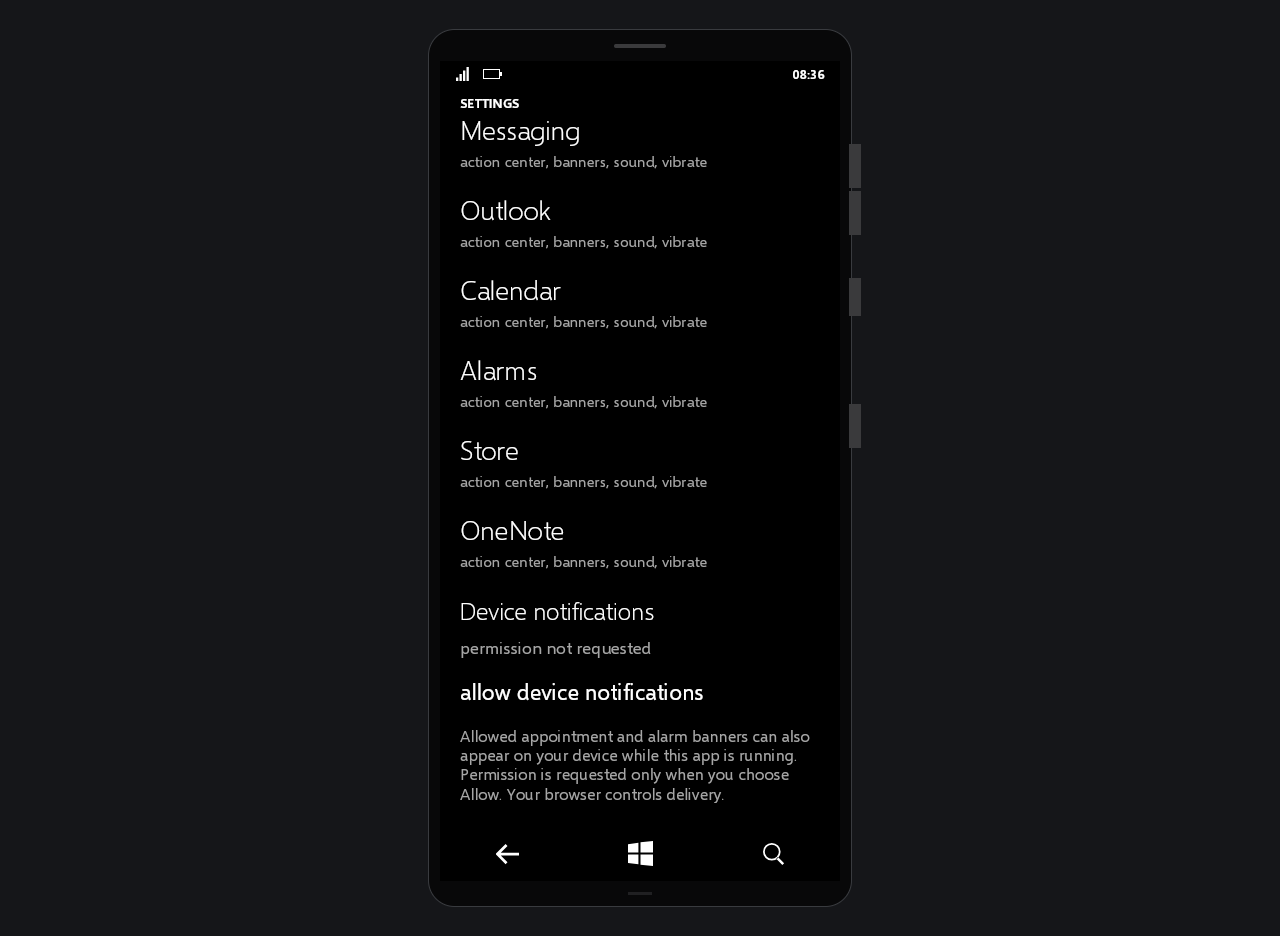 08:36
SETTINGS
Messaging
action center, banners, sound, vibrate
Outlook
action center, banners, sound, vibrate
Calendar
action center, banners, sound, vibrate
Alarms
action center, banners, sound, vibrate
Store
action center, banners, sound, vibrate
OneNote
action center, banners, sound, vibrate
Device notifications
permission not requested
allow device notifications
Allowed appointment and alarm banners can also
appear on your device while this app is running.
Permission is requested only when you choose
Allow. Your browser controls delivery.